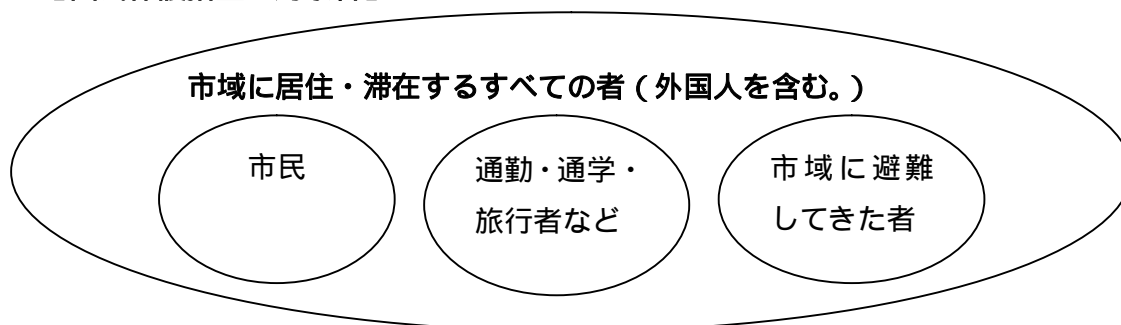 市域に居住・滞在するすべての者（外国人を含む。）
市民
通勤・通学・
旅行者など
市域に避難
してきた者